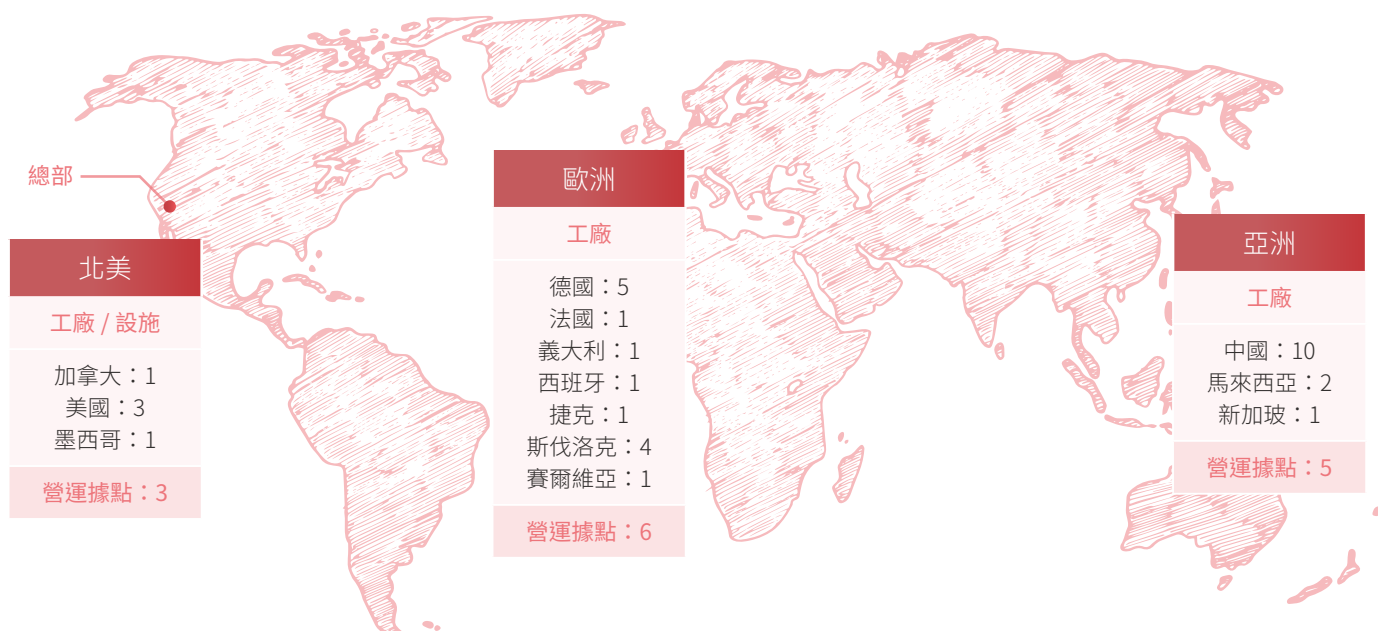 總部
北美
工廠 / 設施
加拿大：1
美國：3
墨西哥：1
營運據點：3
歐洲
工廠
德國：5
法國：1
義大利：1
西班牙：1
捷克：1
斯伐洛克：4
賽爾維亞：1
營運據點：6
亞洲
工廠
中國：10
馬來西亞：2
新加玻：1
營運據點：5